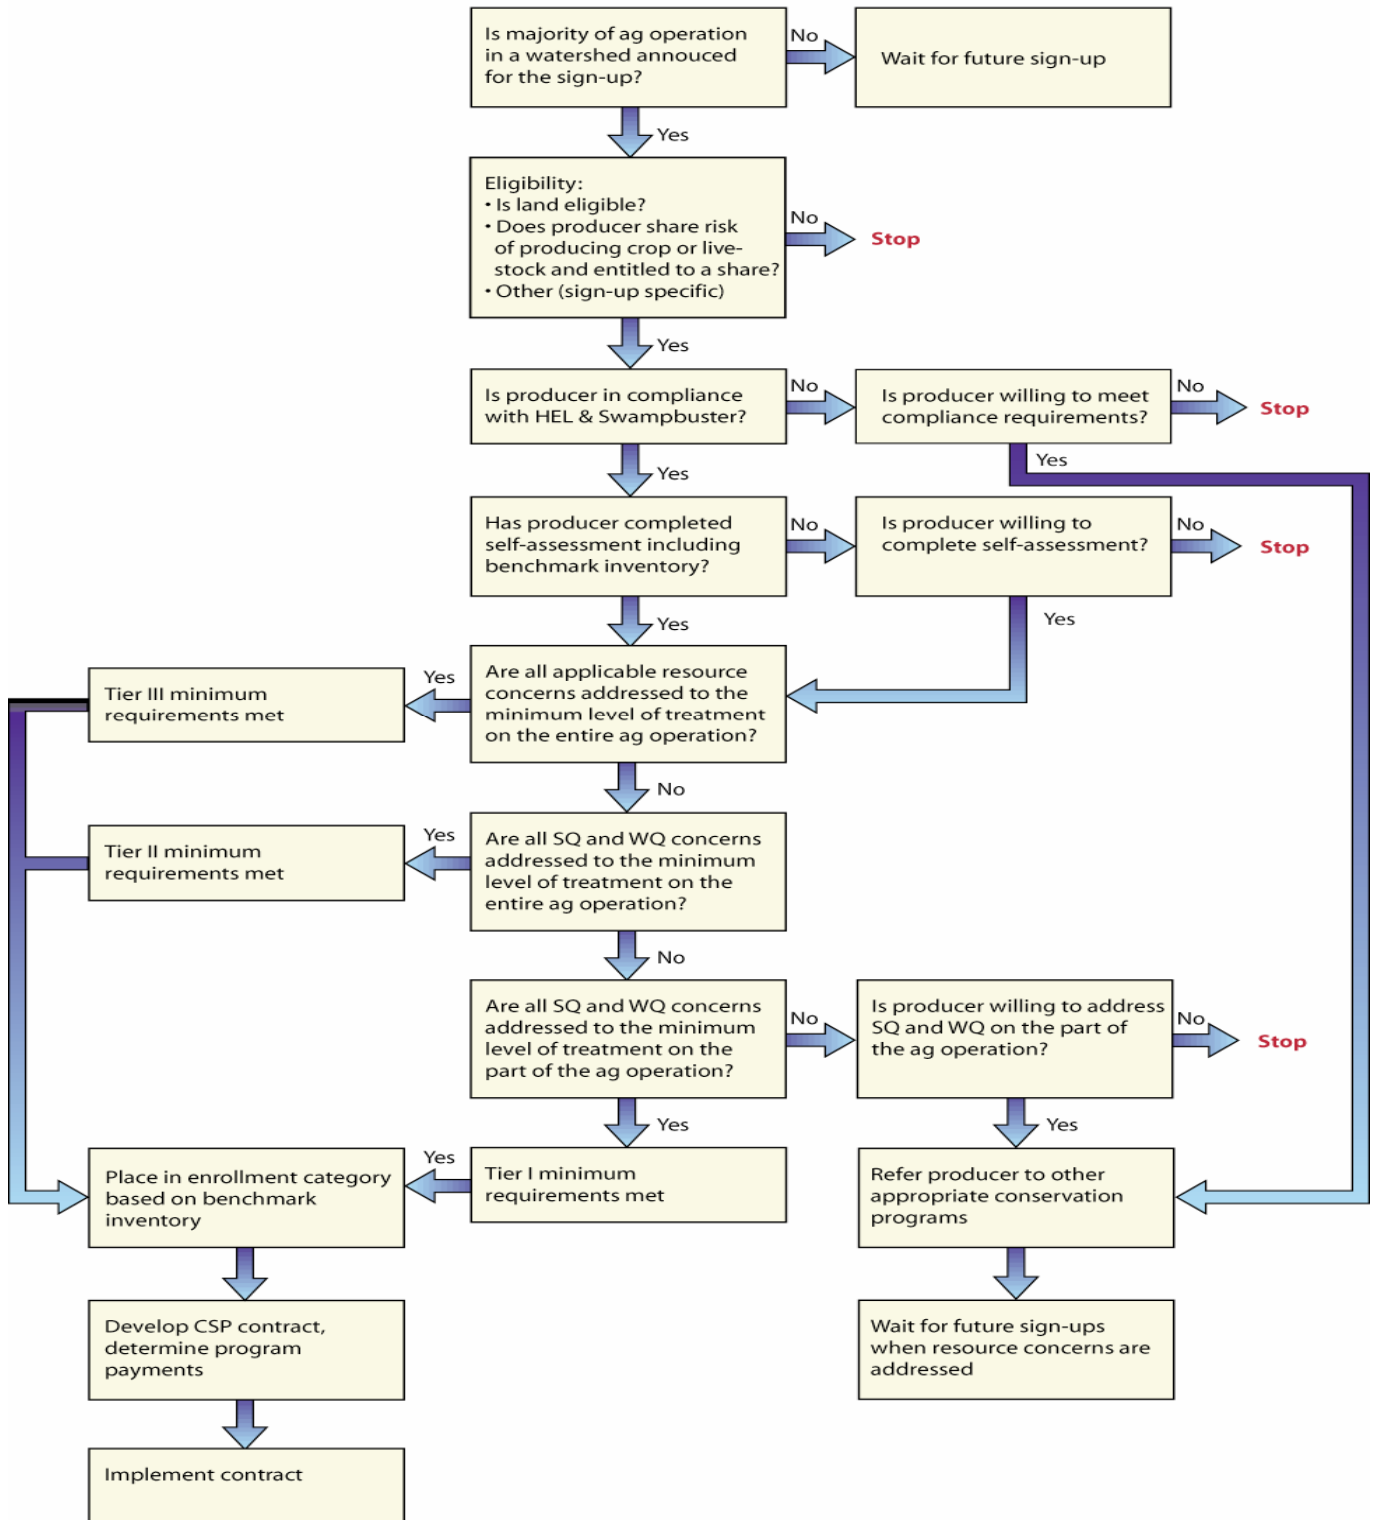 Is majority of ag operation
in a watershed annouced
for the sign-up?
No
Wait for future sign-up
Yes
Eligibility:
• Is land eligible?
• Does producer share risk
of producing crop or live-
stock and entitled to a share?
• Other (sign-up specific)
No
Stop
Yes
Is producer in compliance
with HEL & Swampbuster?
No
Is producer willing to meet
compliance requirements?
No
Stop
Yes
Yes
Has producer completed
self-assessment including
benchmark inventory?
No
Is producer willing to
complete self-assessment?
No
Stop
Yes
Yes
Are all applicable resource
concerns addressed to the
minimum level of treatment
on the entire ag operation?
Yes
Tier III minimum
requirements met
No
Are all SQ and WQ concerns
addressed to the minimum
level of treatment on the
entire ag operation?
Yes
Tier II minimum
requirements met
No
Are all SQ and WQ concerns
addressed to the minimum
level of treatment on the
part of the ag operation?
No
Is producer willing to address
SQ and WQ on the part of
the ag operation?
No
Stop
Yes
Yes
Tier I minimum
requirements met
Yes
Place in enrollment category
based on benchmark
inventory
Refer producer to other
appropriate conservation
programs
Develop CSP contract,
determine program
payments
Wait for future sign-ups
when resource concerns are
addressed
Implement contract